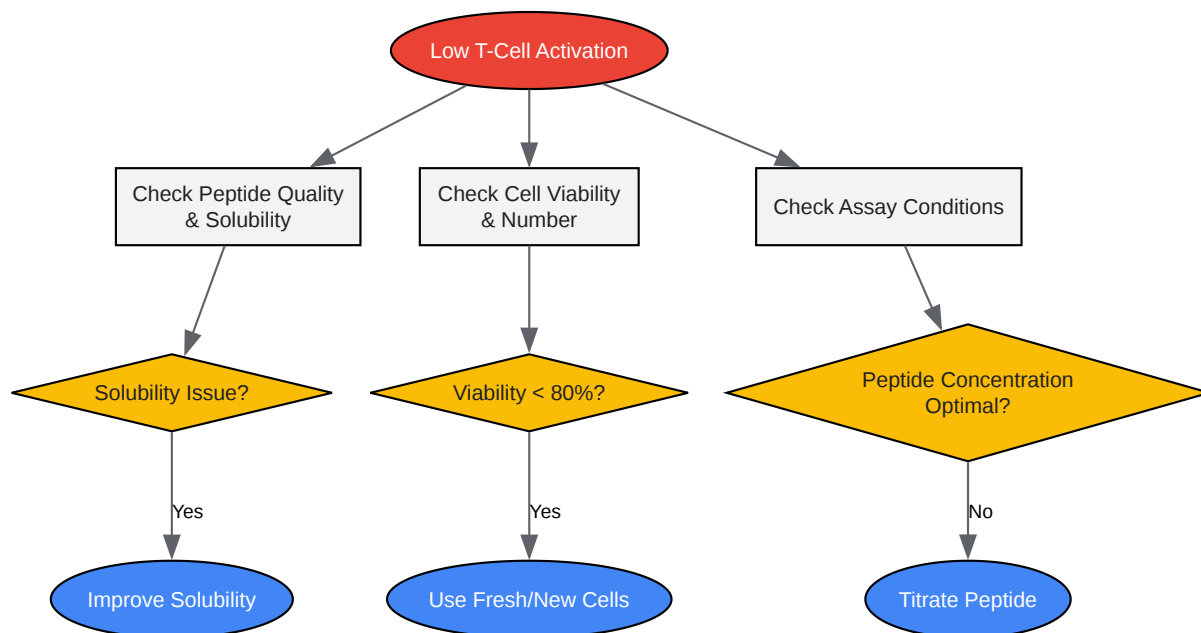 Low T-Cell Activation
Check Peptide Quality
& Solubility
Check Cell Viability
& Number
Check Assay Conditions
Solubility Issue?
Viability < 80%?
Peptide Concentration
Optimal?
Yes
Yes
No
Improve Solubility
Use Fresh/New Cells
Titrate Peptide